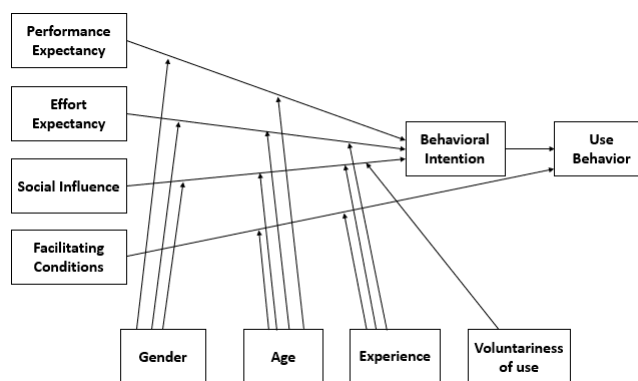 Performance
Expectancy
Effort
Expectancy
Social Influence
Facilitating
Conditions
Behavioral
Intention
Use
Behavior
Gender
Age
Experience
Voluntariness
of use